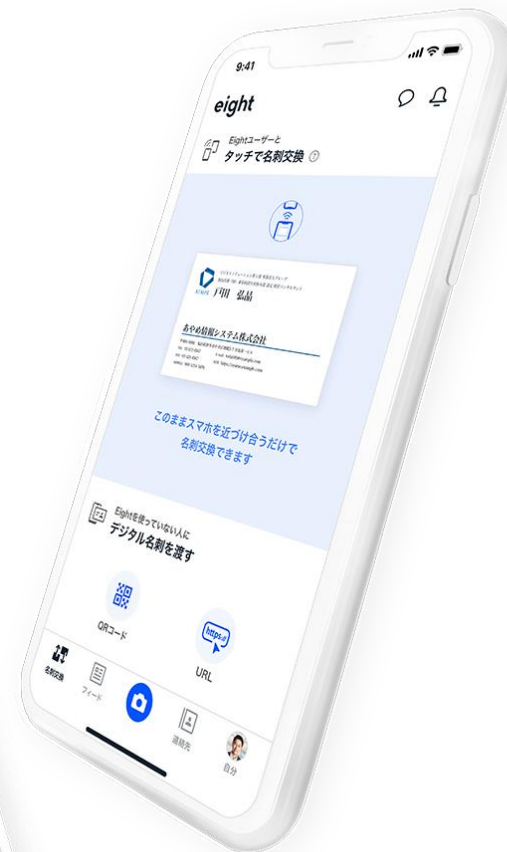 9:41
eight
Eightユーザーと
タッチで名刺交換
戸田 弘晶
あやめ情報システム株式会社
このままスマホを近づけ合うだけで
名刺交換できます
Eightを使っていない人に
デジタル名刺を渡す
QRコード
https://
URL
名刺交換
フィード
連絡先
自分